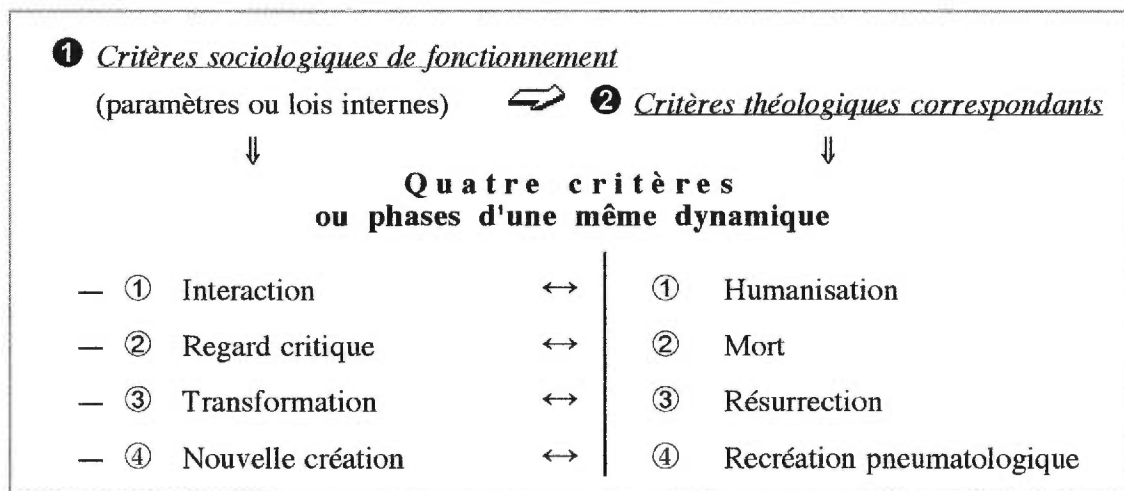 ❶ Critères sociologiques de fonctionnement
(paramètres ou lois internes) ⇨ ❷ Critères théologiques correspondants
⇓ ⇓
Quatre critères
ou phases d'une même dynamique
— ① Interaction ↔ ① Humanisation
— ② Regard critique ↔ ② Mort
— ③ Transformation ↔ ③ Résurrection
— ④ Nouvelle création ↔ ④ Recréation pneumatologique